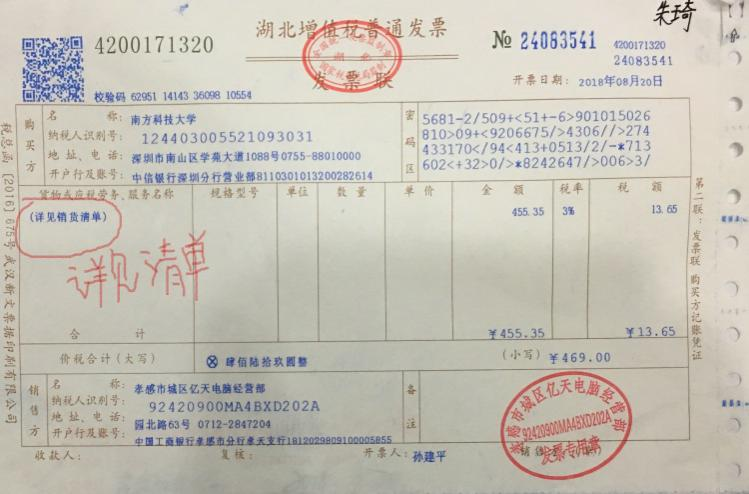 朱琦
4200171320
湖北增值税普通发票
发票联
№ 24083541
4200171320
24083541
校验码 62951 14143 36098 10554
开票日期: 2018年08月20日
购买方
名 称: 南方科技大学
纳税人识别号: 124403005521093031
地址、电话: 深圳市南山区学苑大道1088号0755-88010000
开户行及账号: 中信银行深圳分行营业部8110301013200282614
密码区
5681-2/509+<51+-6>901015026
810>09+<9206675/>4306//>274
433170</94<413+0513/2/-*713
602<+32>0/>*8242647/>006>3/
货物或应税劳务、服务名称 规格型号 单位 数量 单价 金额 税率 税额
(详见销货清单) 455.35 3% 13.65
详见清单
合计 ¥455.35 ¥13.65
价税合计(大写) ⊗ 肆佰陆拾玖圆整 (小写) ¥469.00
销售方
名 称: 孝感市城区亿天电脑经营部
纳税人识别号: 92420900MA4BXD202A
地址、电话: 园北路63号 0712-2847204
开户行及账号: 中国工商银行孝感市分行孝天支行1812029809100005855
备注
孝感市城区亿天电脑经营部
92420900MA4BXD202A
发票专用章
收款人: 复核: 开票人: 孙建平
税总函[2016]675号武汉新文票据印刷有限公司
第二联:发票联 购买方记账凭证